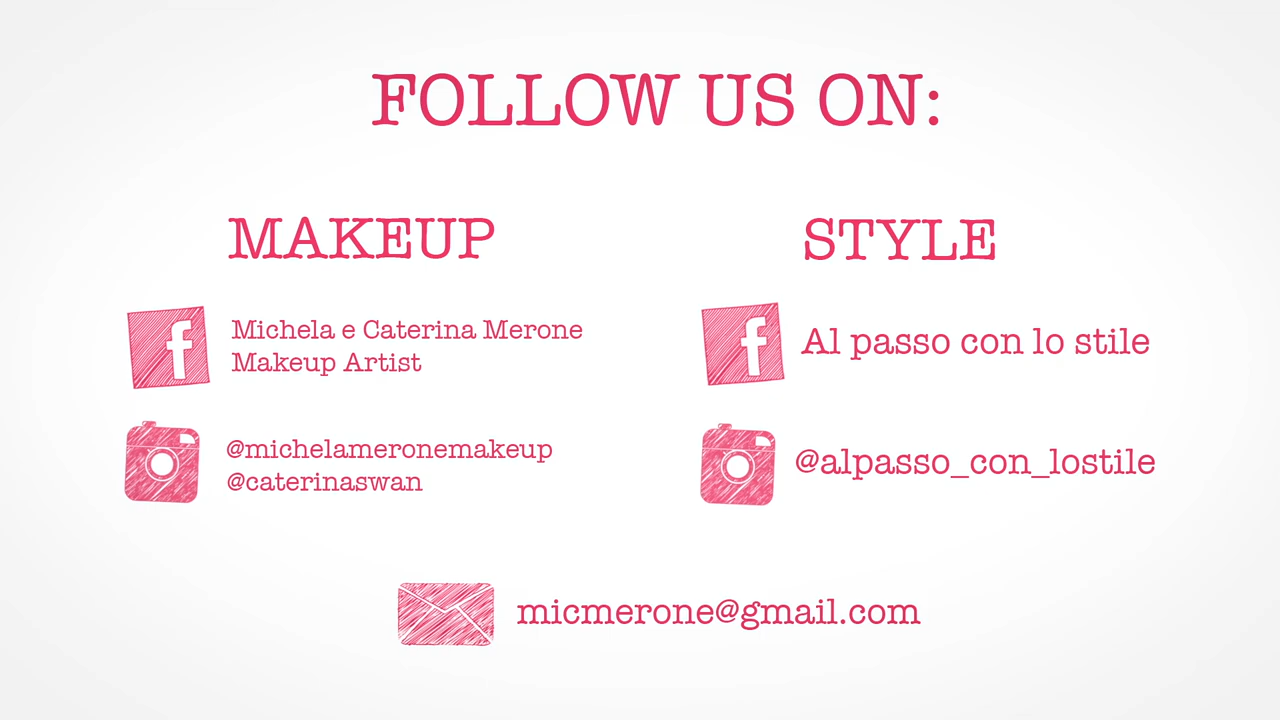 FOLLOW US ON:
MAKEUP
Michela e Caterina Merone
Makeup Artist
@michelameronemakeup
@caterinaswan
STYLE
Al passo con lo stile
@alpasso_con_lostile
micmerone@gmail.com